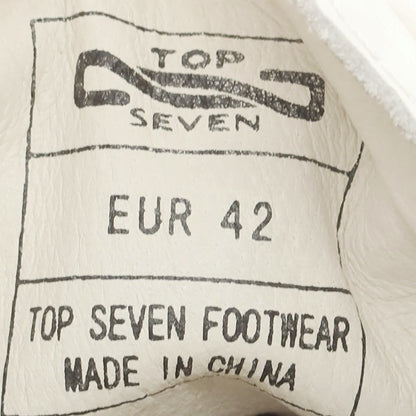 TOP
SEVEN
EUR 42
TOP SEVEN FOOTWEAR
MADE IN CHINA